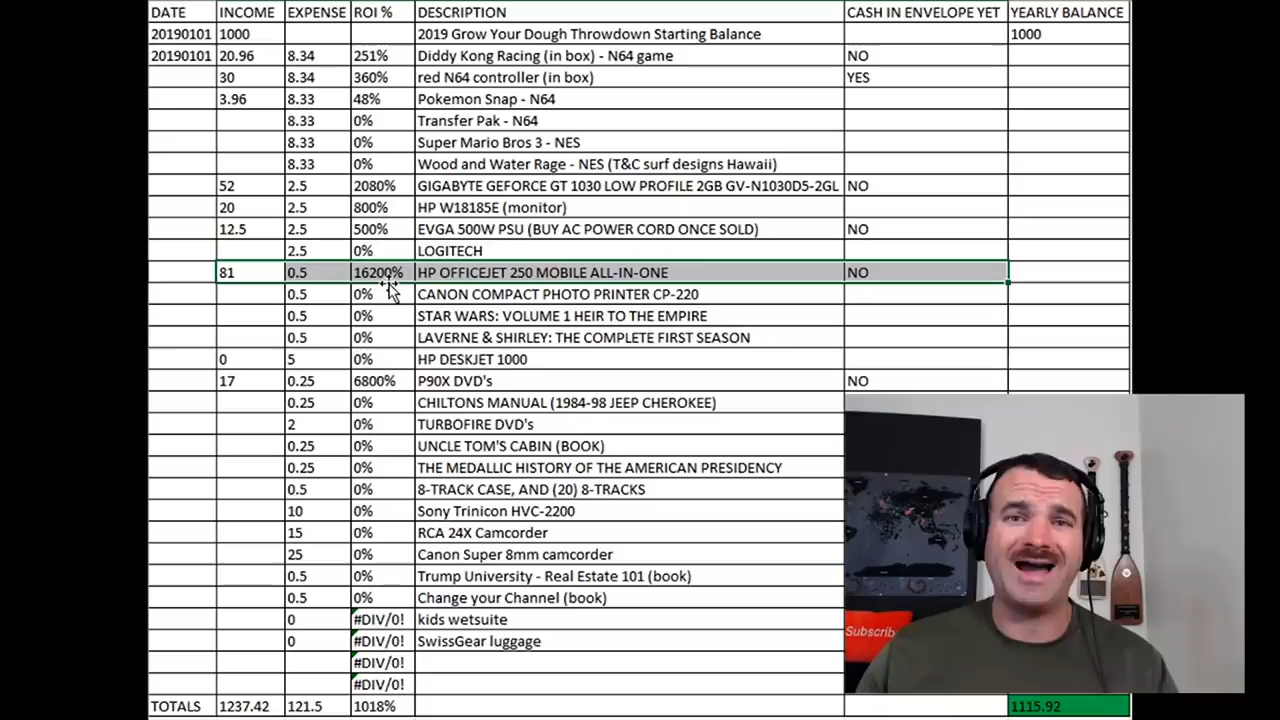 DATE INCOME EXPENSE ROI % DESCRIPTION CASH IN ENVELOPE YET YEARLY BALANCE
20190101 1000 2019 Grow Your Dough Throwdown Starting Balance 1000
20190101 20.96 8.34 251% Diddy Kong Racing (in box) - N64 game NO
30 8.34 360% red N64 controller (in box) YES
3.96 8.33 48% Pokemon Snap - N64
8.33 0% Transfer Pak - N64
8.33 0% Super Mario Bros 3 - NES
8.33 0% Wood and Water Rage - NES (T&C surf designs Hawaii)
52 2.5 2080% GIGABYTE GEFORCE GT 1030 LOW PROFILE 2GB GV-N1030D5-2GL NO
20 2.5 800% HP W18185E (monitor)
12.5 2.5 500% EVGA 500W PSU (BUY AC POWER CORD ONCE SOLD) NO
2.5 0% LOGITECH
81 0.5 16200% HP OFFICEJET 250 MOBILE ALL-IN-ONE NO
0.5 0% CANON COMPACT PHOTO PRINTER CP-220
0.5 0% STAR WARS: VOLUME 1 HEIR TO THE EMPIRE
0.5 0% LAVERNE & SHIRLEY: THE COMPLETE FIRST SEASON
0 5 0% HP DESKJET 1000
17 0.25 6800% P90X DVD's NO
0.25 0% CHILTONS MANUAL (1984-98 JEEP CHEROKEE)
2 0% TURBOFIRE DVD's
0.25 0% UNCLE TOM'S CABIN (BOOK)
0.25 0% THE MEDALLIC HISTORY OF THE AMERICAN PRESIDENCY
0.5 0% 8-TRACK CASE, AND (20) 8-TRACKS
10 0% Sony Trinicon HVC-2200
15 0% RCA 24X Camcorder
25 0% Canon Super 8mm camcorder
0.5 0% Trump University - Real Estate 101 (book)
0.5 0% Change your Channel (book)
0 #DIV/0! kids wetsuite
Subscrib
0 #DIV/0! SwissGear luggage
#DIV/0!
#DIV/0!
TOTALS 1237.42 121.5 1018% 1115.92